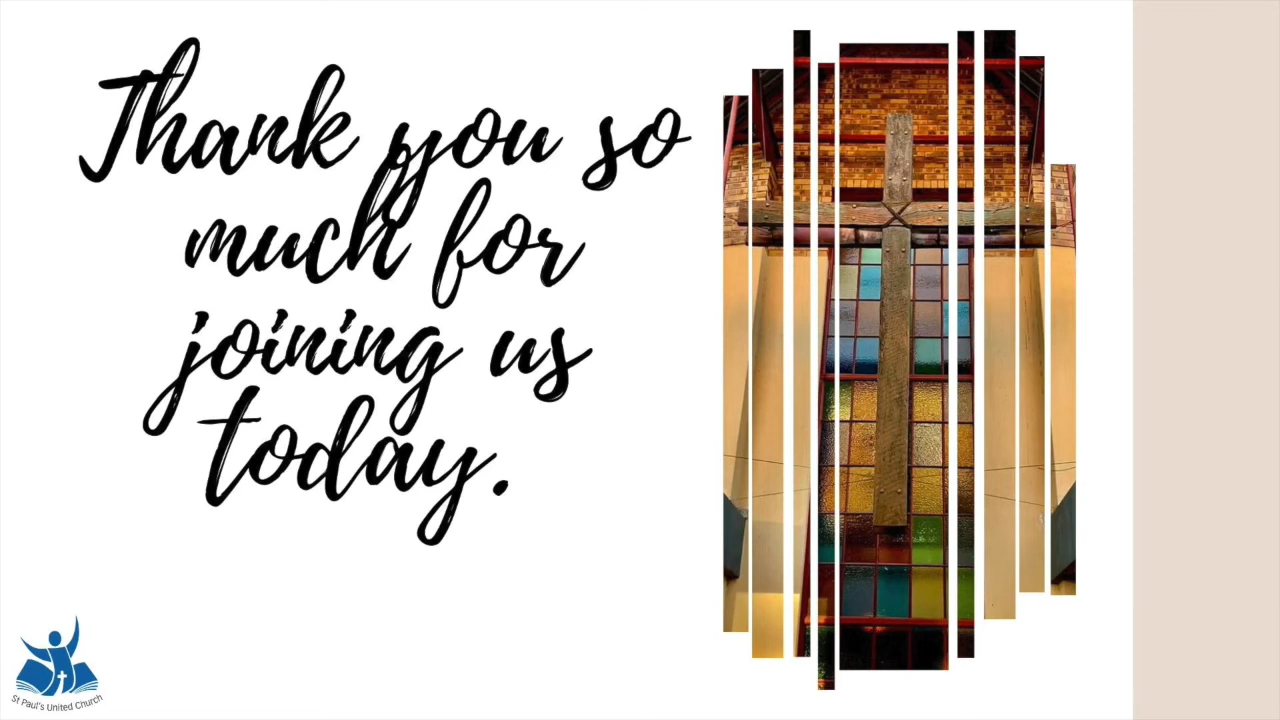 Thank you so
much for
joining us
today.
St Paul's United Church